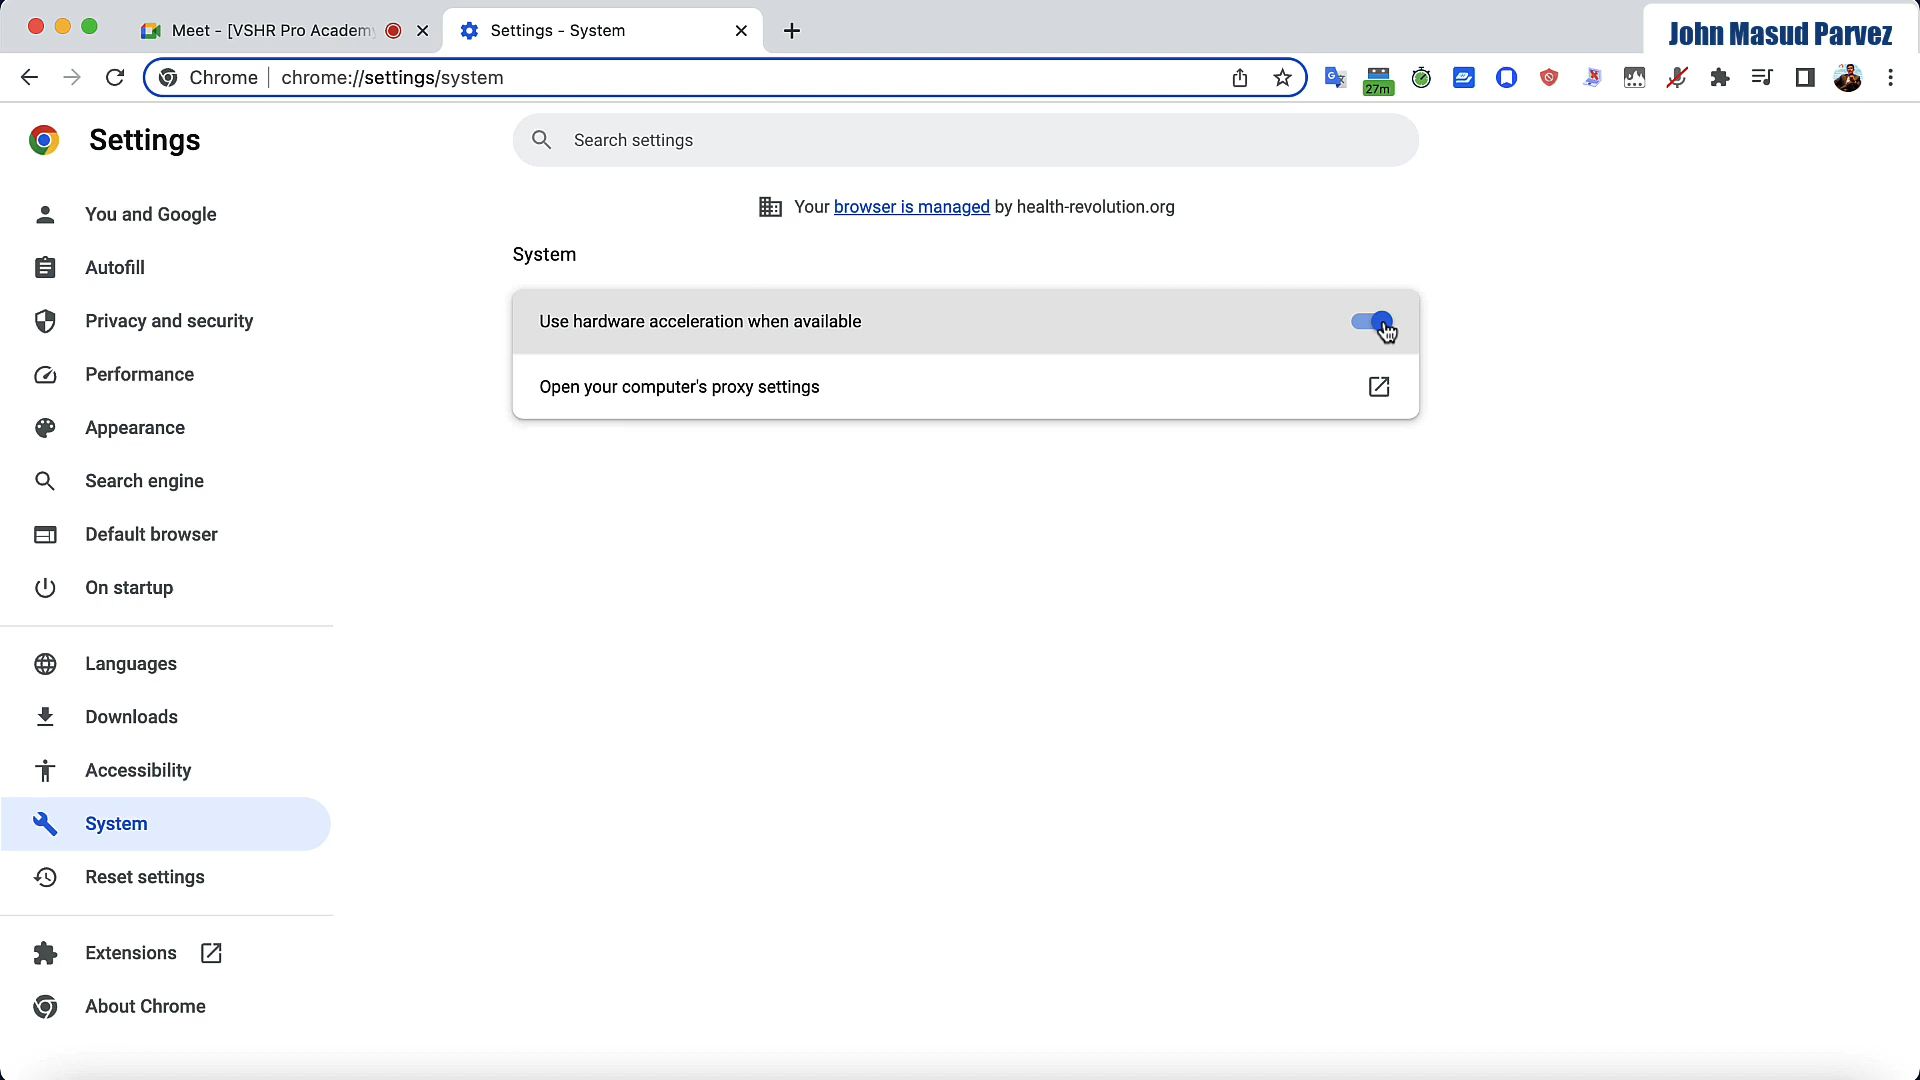 Meet - [VSHR Pro Academy
Settings - System
John Masud Parvez
Chrome
chrome://settings/system
27m
Settings
Search settings
Your browser is managed by health-revolution.org
System
Use hardware acceleration when available
Open your computer's proxy settings
You and Google
Autofill
Privacy and security
Performance
Appearance
Search engine
Default browser
On startup
Languages
Downloads
Accessibility
System
Reset settings
Extensions
About Chrome